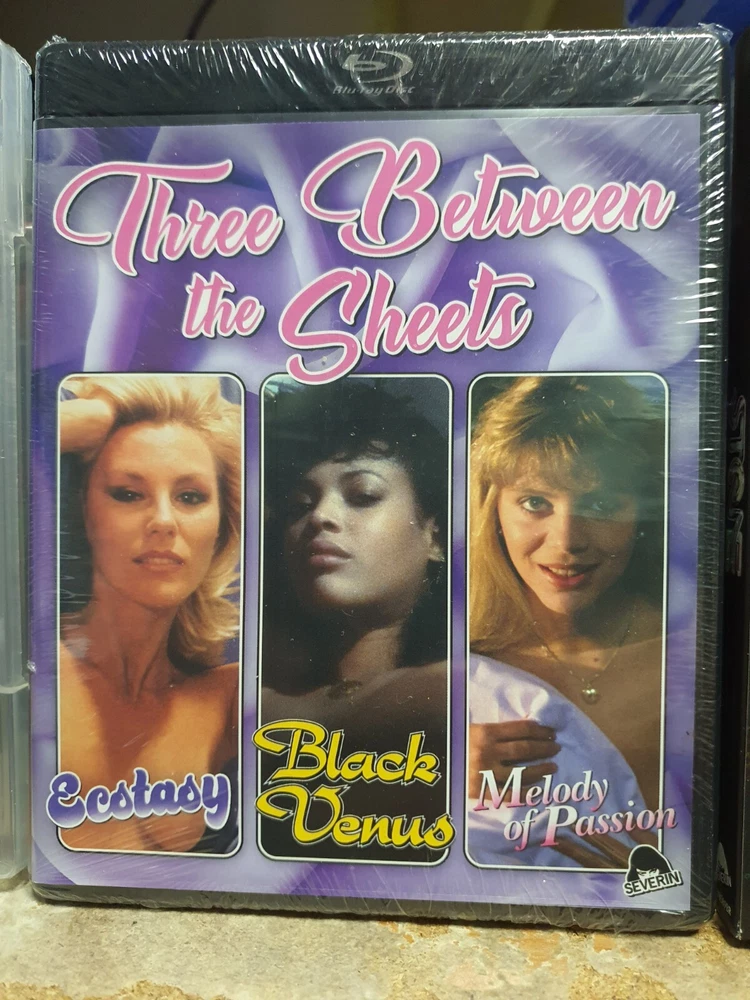 Blu-ray Disc
Three Between
the Sheets
Ecstasy
Black
Venus
Melody
of Passion
SEVERIN